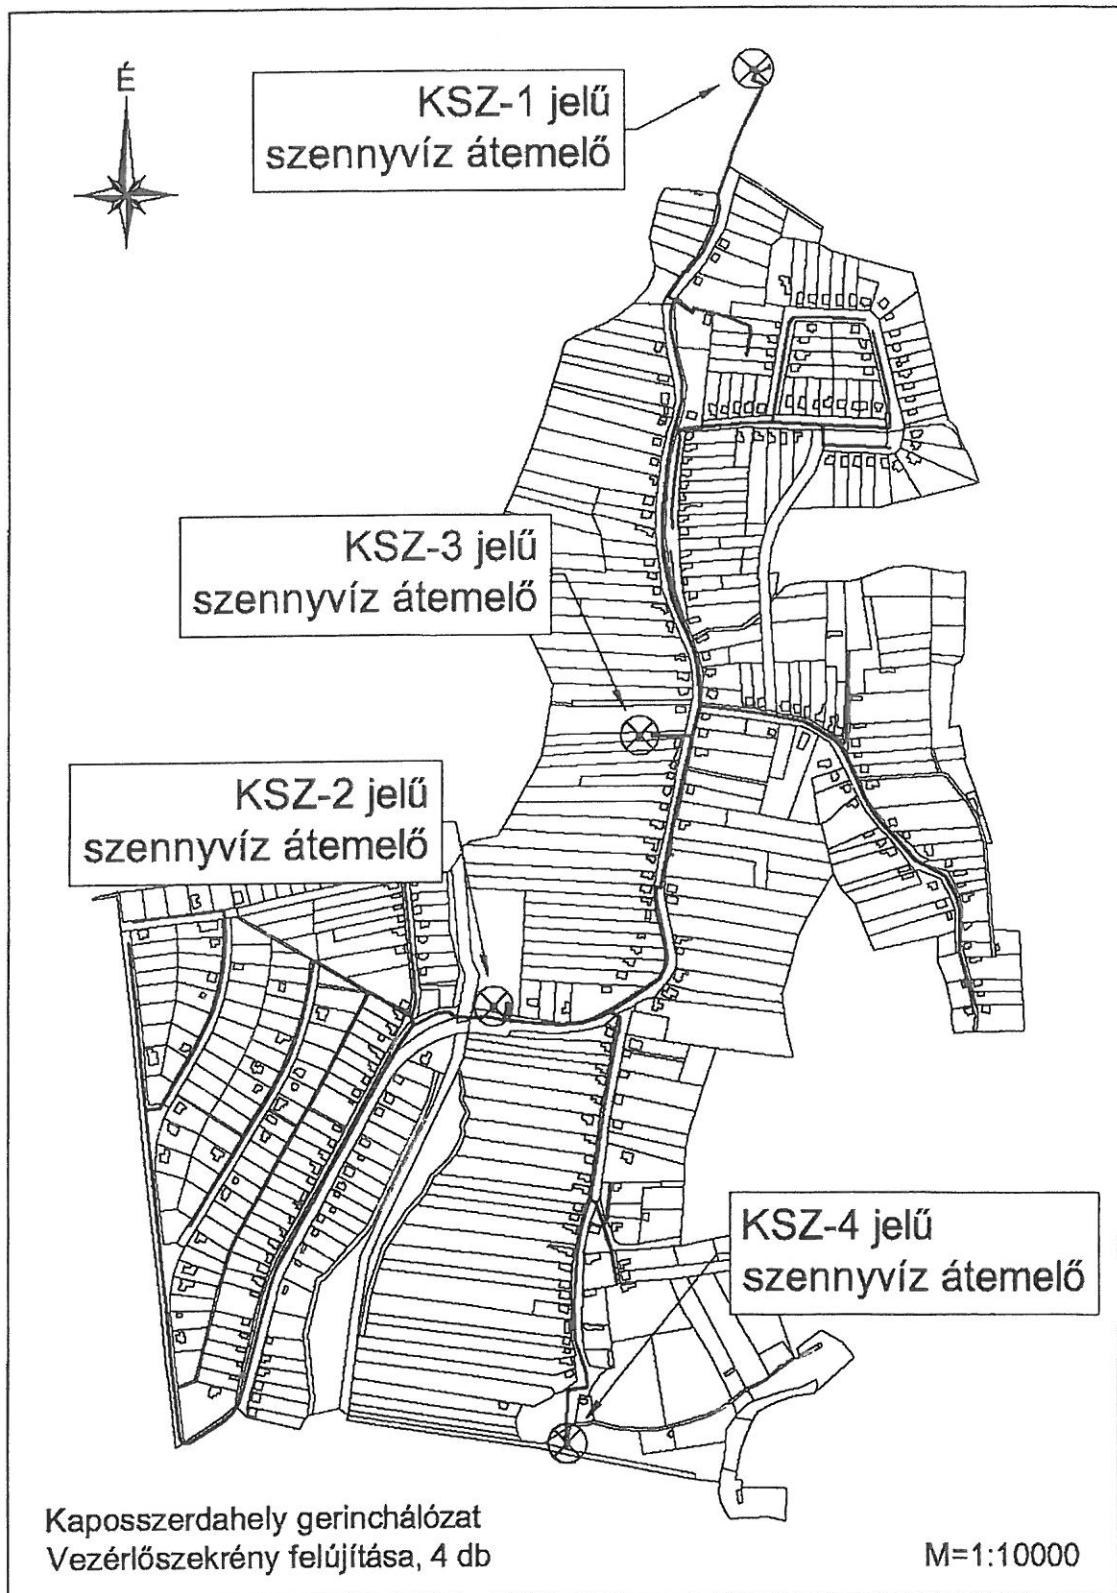 É
KSZ-1 jelű
szennyvíz átemelő
KSZ-3 jelű
szennyvíz átemelő
KSZ-2 jelű
szennyvíz átemelő
KSZ-4 jelű
szennyvíz átemelő
Kaposszerdahely gerinchálózat
Vezérlőszekrény felújítása, 4 db
M=1:10000